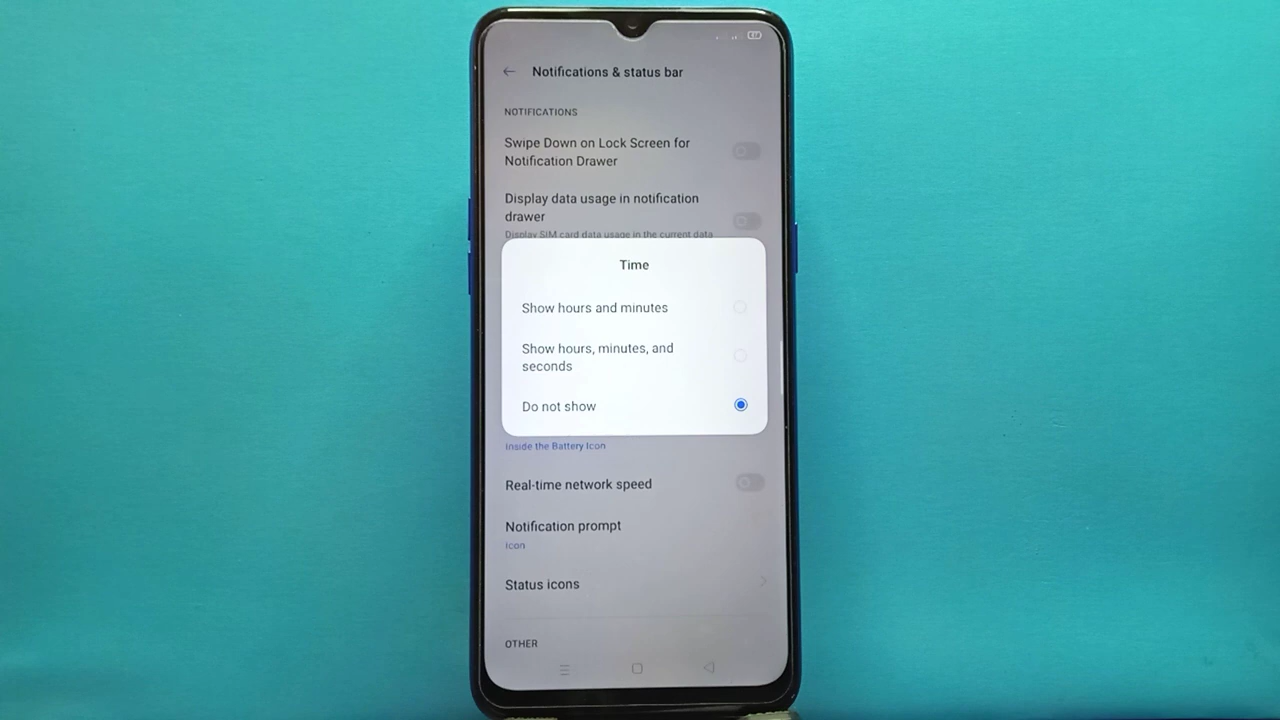 Notifications & status bar
NOTIFICATIONS
Swipe Down on Lock Screen for
Notification Drawer
Display data usage in notification
drawer
Display SIM card data usage in the current data
Time
Show hours and minutes
Show hours, minutes, and
seconds
Do not show
Inside the Battery Icon
Real-time network speed
Notification prompt
Icon
Status icons
OTHER